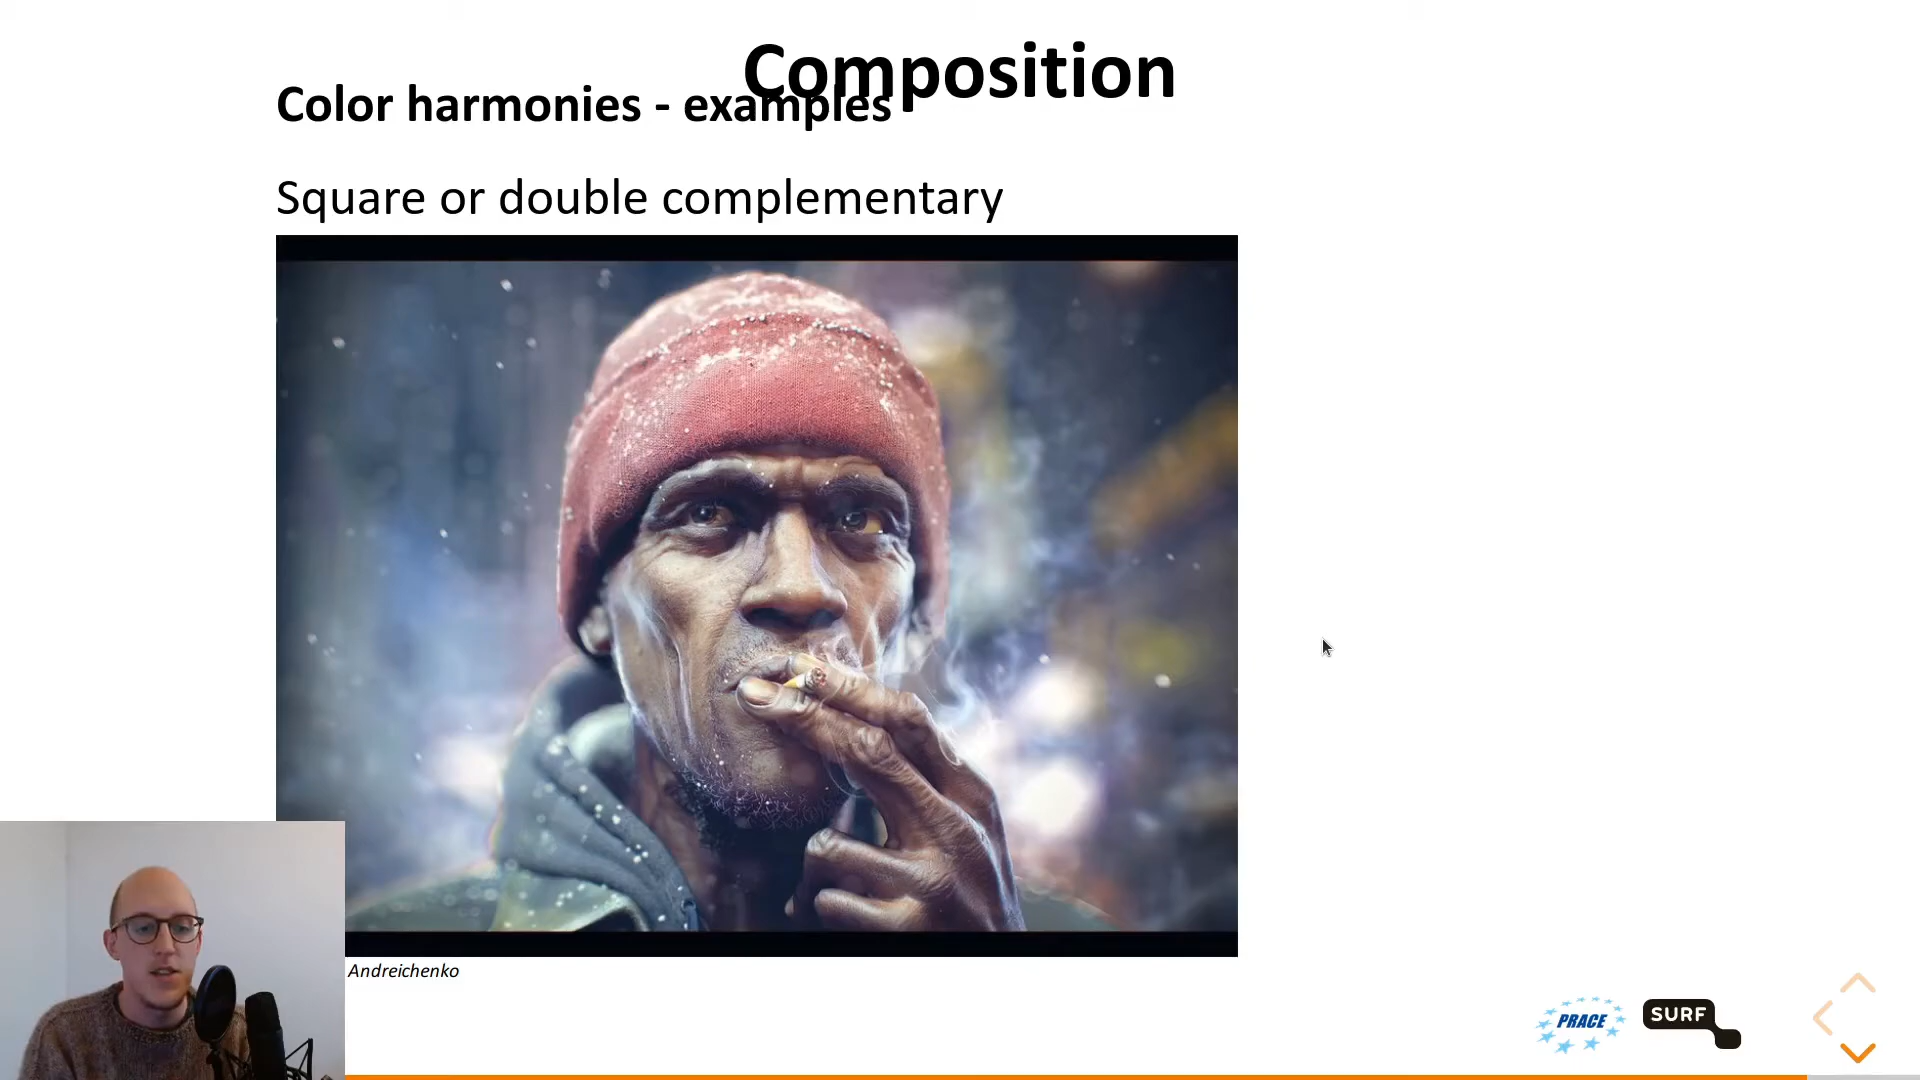 Composition
Color harmonies - examples
Square or double complementary
Andreichenko
PRACE
SURF